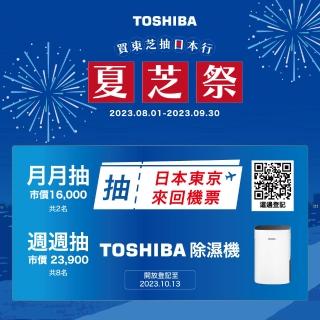 TOSHIBA
買東芝抽日本行
夏芝祭
2023.08.01-2023.09.30
月月抽
市價16,000
共2名
抽
日本東京
來回機票
這邊登記
週週抽
市價 23,900
共8名
TOSHIBA 除濕機
開放登記至
2023.10.13